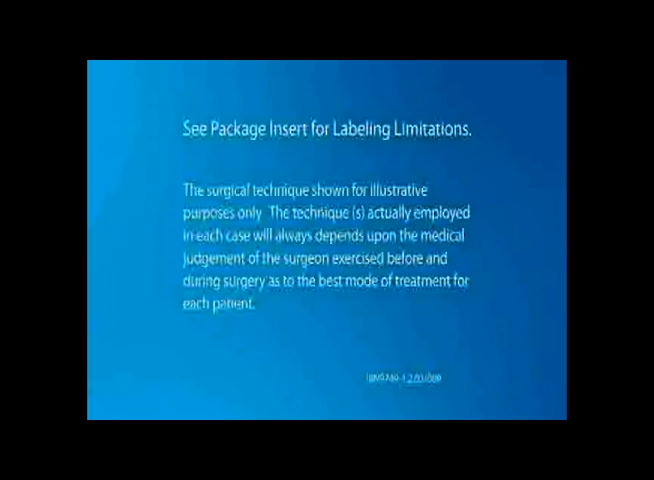 See Package Insert for Labeling Limitations.
The surgical technique shown for illustrative
purposes only. The technique (s) actually employed
in each case will always depends upon the medical
judgement of the surgeon exercised before and
during surgery as to the best mode of treatment for
each patient.